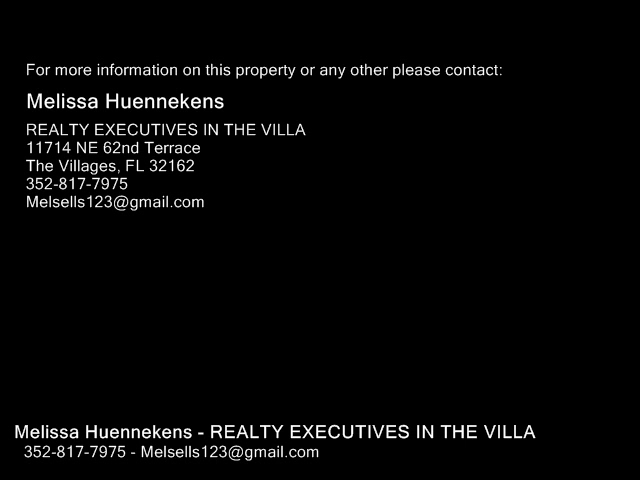 For more information on this property or any other please contact:
Melissa Huennekens
REALTY EXECUTIVES IN THE VILLA
11714 NE 62nd Terrace
The Villages, FL 32162
352-817-7975
Melsells123@gmail.com
Melissa Huennekens - REALTY EXECUTIVES IN THE VILLA
352-817-7975 - Melsells123@gmail.com